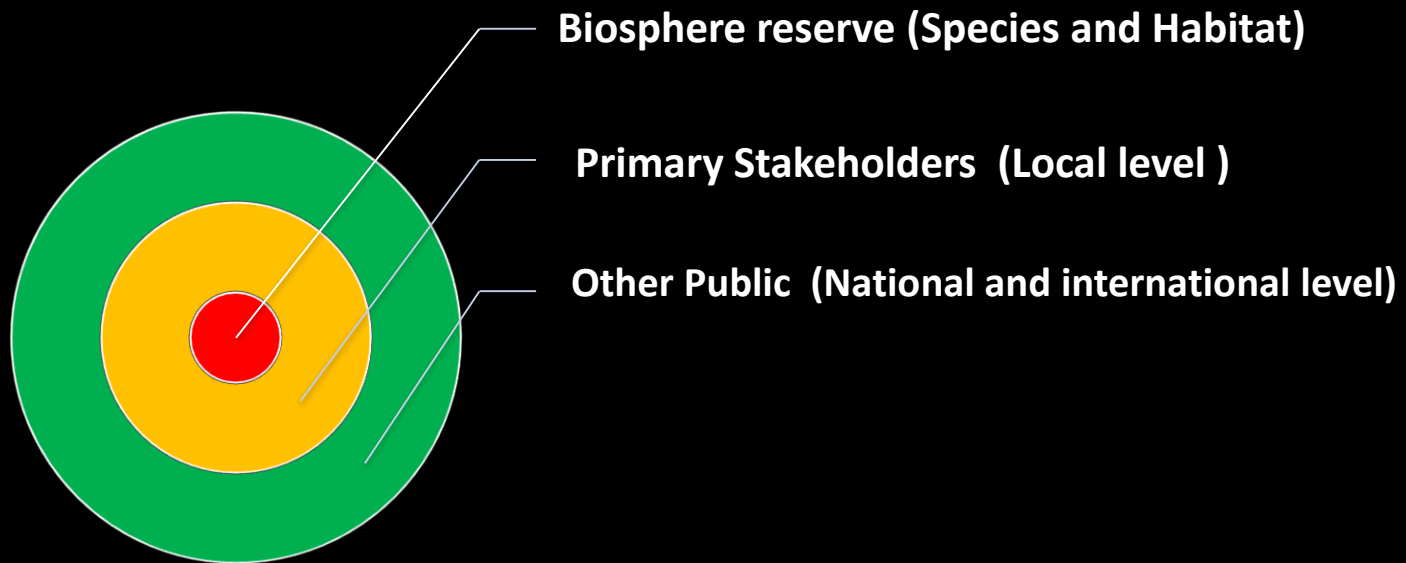 Biosphere reserve (Species and Habitat)
Primary Stakeholders (Local level )
Other Public (National and international level)